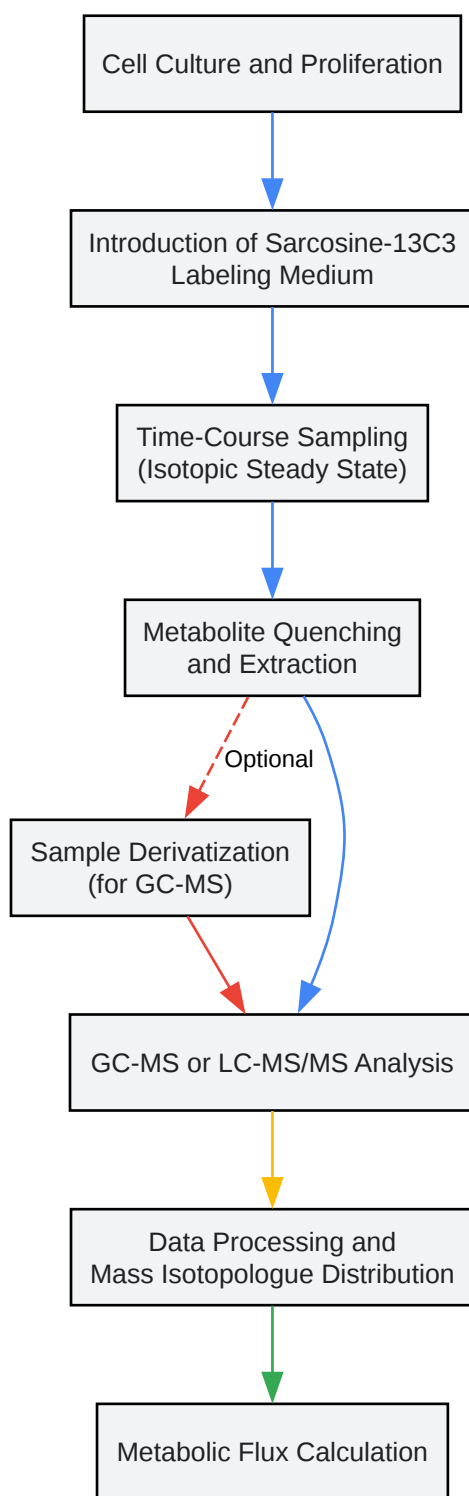 Cell Culture and Proliferation
Introduction of Sarcosine-13C3
Labeling Medium
Time-Course Sampling
(Isotopic Steady State)
Metabolite Quenching
and Extraction
Optional
Sample Derivatization
(for GC-MS)
GC-MS or LC-MS/MS Analysis
Data Processing and
Mass Isotopologue Distribution
Metabolic Flux Calculation